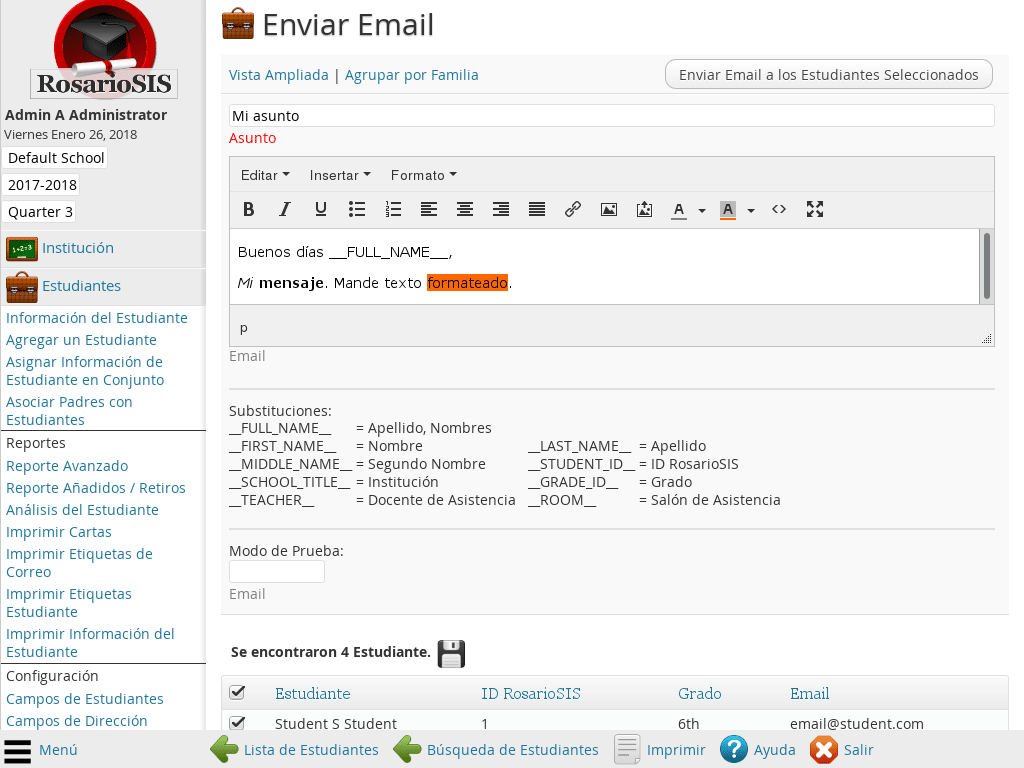 RosarioSIS
Admin A Administrator
Viernes Enero 26, 2018
Default School
2017-2018
Quarter 3
Institución
Estudiantes
Información del Estudiante
Agregar un Estudiante
Asignar Información de
Estudiante en Conjunto
Asociar Padres con
Estudiantes
Reportes
Reporte Avanzado
Reporte Añadidos / Retiros
Análisis del Estudiante
Imprimir Cartas
Imprimir Etiquetas de
Correo
Imprimir Etiquetas
Estudiante
Imprimir Información del
Estudiante
Configuración
Campos de Estudiantes
Campos de Dirección
Enviar Email
Vista Ampliada | Agrupar por Familia
Enviar Email a los Estudiantes Seleccionados
Mi asunto
Asunto
Editar Insertar Formato
B I U A A <>
Buenos días __FULL_NAME__,
Mi mensaje. Mande texto formateado.
p
Email
Substituciones:
__FULL_NAME__ = Apellido, Nombres
__FIRST_NAME__ = Nombre __LAST_NAME__ = Apellido
__MIDDLE_NAME__ = Segundo Nombre __STUDENT_ID__ = ID RosarioSIS
__SCHOOL_TITLE__ = Institución __GRADE_ID__ = Grado
__TEACHER__ = Docente de Asistencia __ROOM__ = Salón de Asistencia
Modo de Prueba:
Email
Se encontraron 4 Estudiante.
Estudiante ID RosarioSIS Grado Email
Student S Student 1 6th email@student.com
Menú Lista de Estudiantes Búsqueda de Estudiantes Imprimir ? Ayuda Salir